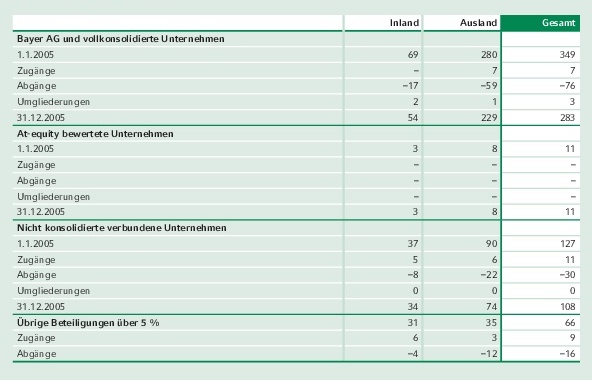 Inland Ausland Gesamt
Bayer AG und vollkonsolidierte Unternehmen
1.1.2005 69 280 349
Zugänge – 7 7
Abgänge –17 –59 –76
Umgliederungen 2 1 3
31.12.2005 54 229 283
At-equity bewertete Unternehmen
1.1.2005 3 8 11
Zugänge – – –
Abgänge – – –
Umgliederungen – – –
31.12.2005 3 8 11
Nicht konsolidierte verbundene Unternehmen
1.1.2005 37 90 127
Zugänge 5 6 11
Abgänge –8 –22 –30
Umgliederungen 0 0 0
31.12.2005 34 74 108
Übrige Beteiligungen über 5 % 31 35 66
Zugänge 6 3 9
Abgänge –4 –12 –16